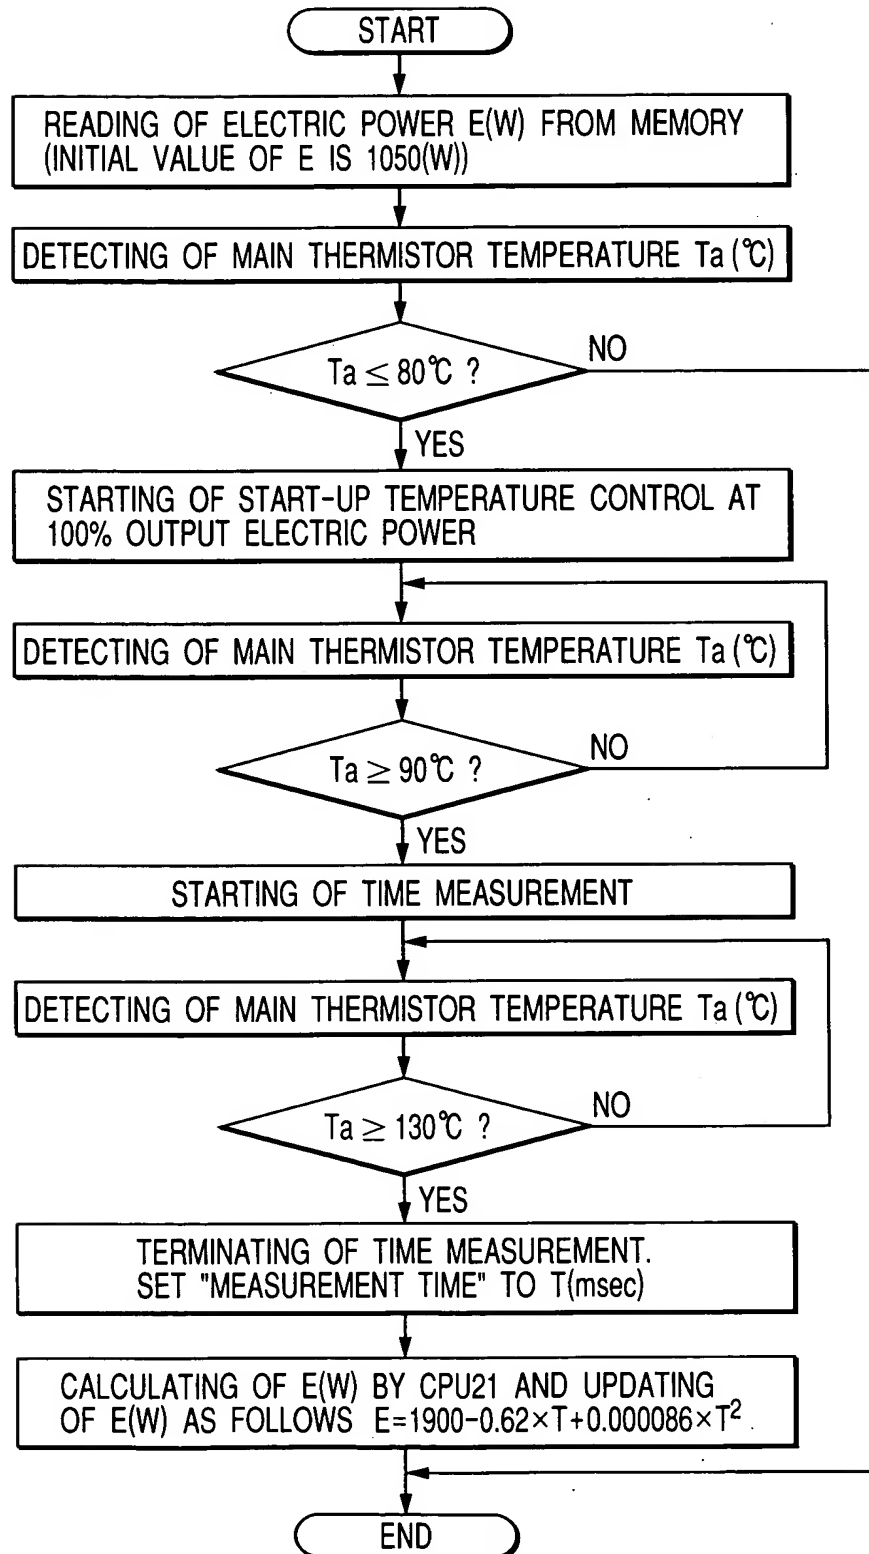 START
READING OF ELECTRIC POWER E(W) FROM MEMORY
(INITIAL VALUE OF E IS 1050(W))
DETECTING OF MAIN THERMISTOR TEMPERATURE Ta (℃)
Ta ≤ 80℃ ?
NO
YES
STARTING OF START-UP TEMPERATURE CONTROL AT
100% OUTPUT ELECTRIC POWER
DETECTING OF MAIN THERMISTOR TEMPERATURE Ta (℃)
Ta ≥ 90℃ ?
NO
YES
STARTING OF TIME MEASUREMENT
DETECTING OF MAIN THERMISTOR TEMPERATURE Ta (℃)
Ta ≥ 130℃ ?
NO
YES
TERMINATING OF TIME MEASUREMENT.
SET "MEASUREMENT TIME" TO T(msec)
CALCULATING OF E(W) BY CPU21 AND UPDATING
OF E(W) AS FOLLOWS E=1900-0.62×T+0.000086×T²
END